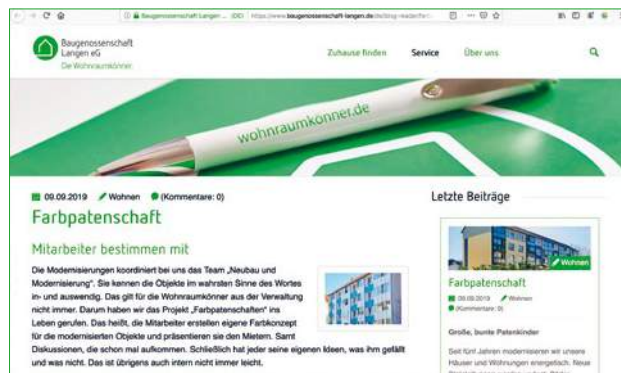 Baugenossenschaft Langen ... (DE) https://www.baugenossenschaft-langen.de/de/blog-reader/far
Baugenossenschaft
Langen eG
Die Wohnraumkönner.
Zuhause finden Service Über uns
wohnraumkönner.de
09.09.2019 Wohnen (Kommentare: 0)
Farbpatenschaft
Mitarbeiter bestimmen mit
Die Modernisierungen koordiniert bei uns das Team „Neubau und
Modernisierung“. Sie kennen die Objekte im wahrsten Sinne des Wortes
in- und auswendig. Das gilt für die Wohnraumkönner aus der Verwaltung
nicht immer. Darum haben wir das Projekt „Farbpatenschaften“ ins
Leben gerufen. Das heißt, die Mitarbeiter erstellen eigene Farbkonzept
für die modernisierten Objekte und präsentieren sie den Mietern. Samt
Diskussionen, die schon mal aufkommen. Schließlich hat jeder seine eigenen Ideen, was ihm gefällt
und was nicht. Das ist übrigens auch intern nicht immer leicht.
Letzte Beiträge
Wohnen
Farbpatenschaft
09.09.2019 Wohnen
(Kommentare: 0)
Große, bunte Patenkinder
Seit fünf Jahren modernisieren wir unsere
Häuser und Wohnungen energetisch. Neue